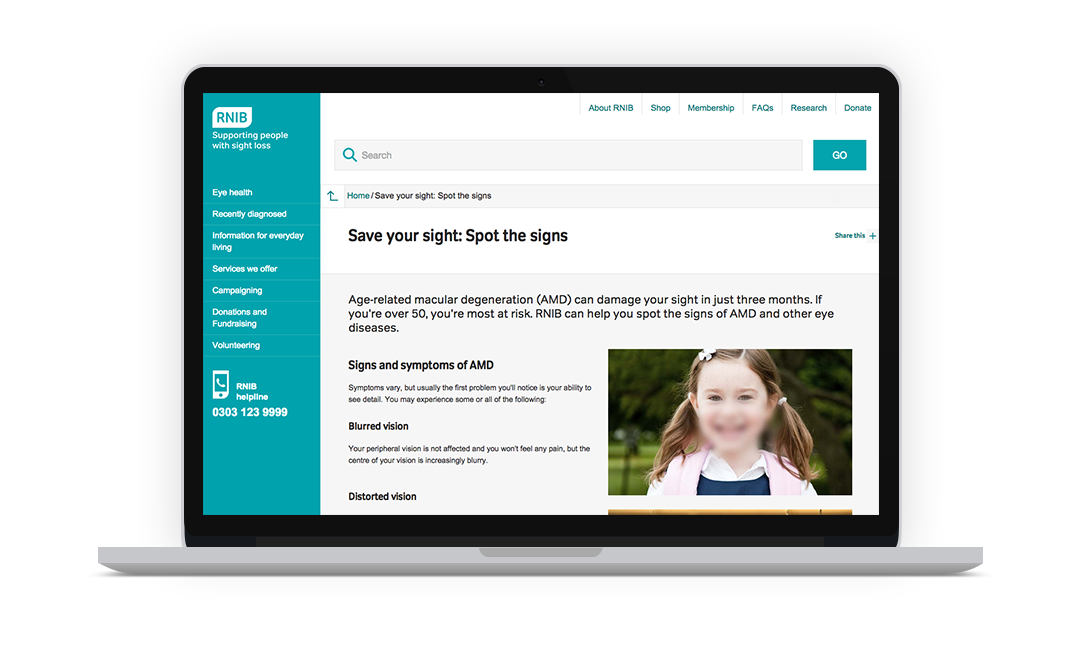 RNIB
Supporting people
with sight loss
Eye health
Recently diagnosed
Information for everyday
living
Services we offer
Campaigning
Donations and
Fundraising
Volunteering
RNIB
helpline
0303 123 9999
About RNIB
Shop
Membership
FAQs
Research
Donate
Search
GO
Home / Save your sight: Spot the signs
Save your sight: Spot the signs
Share this +
Age-related macular degeneration (AMD) can damage your sight in just three months. If
you're over 50, you're most at risk. RNIB can help you spot the signs of AMD and other eye
diseases.
Signs and symptoms of AMD
Symptoms vary, but usually the first problem you'll notice is your ability to
see detail. You may experience some or all of the following:
Blurred vision
Your peripheral vision is not affected and you won't feel any pain, but the
centre of your vision is increasingly blurry.
Distorted vision